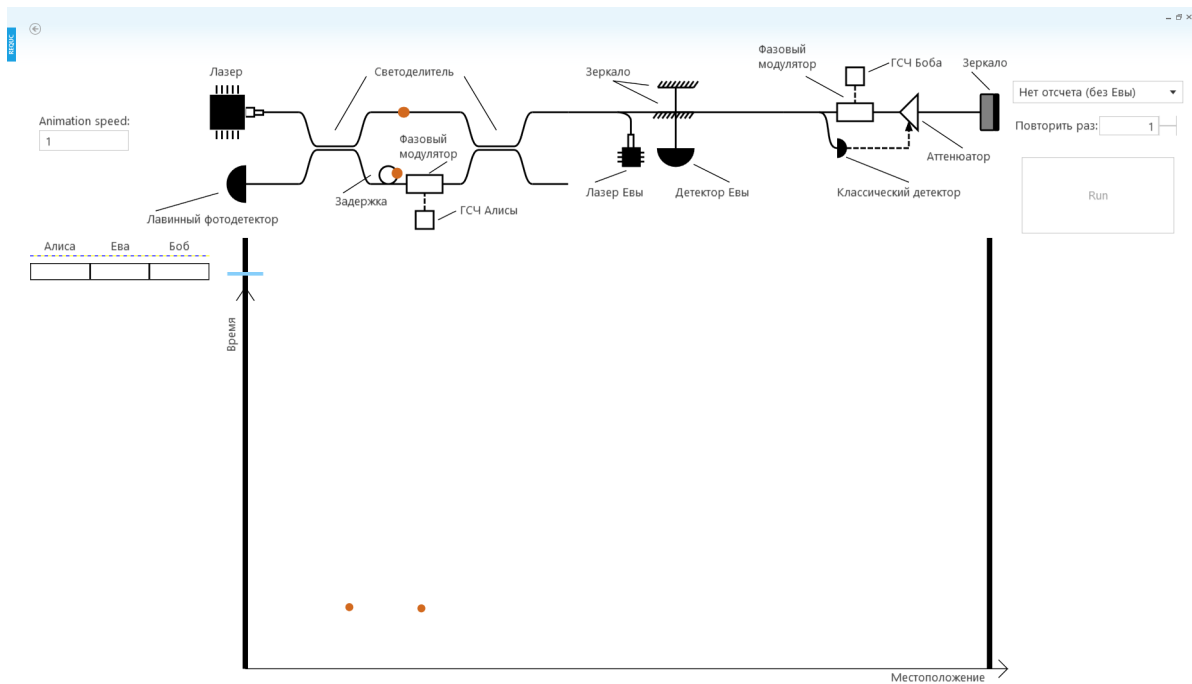 REQUC
Лазер
Светоделитель
Зеркало
Фазовый
модулятор
ГСЧ Боба
Зеркало
Нет отсчета (без Евы)
Animation speed:
1
Фазовый
модулятор
Повторить раз:
1
Аттенюатор
Задержка
Лазер Евы
Детектор Евы
Классический детектор
Run
ГСЧ Алисы
Лавинный фотодетектор
Алиса
Ева
Боб
Время
Местоположение